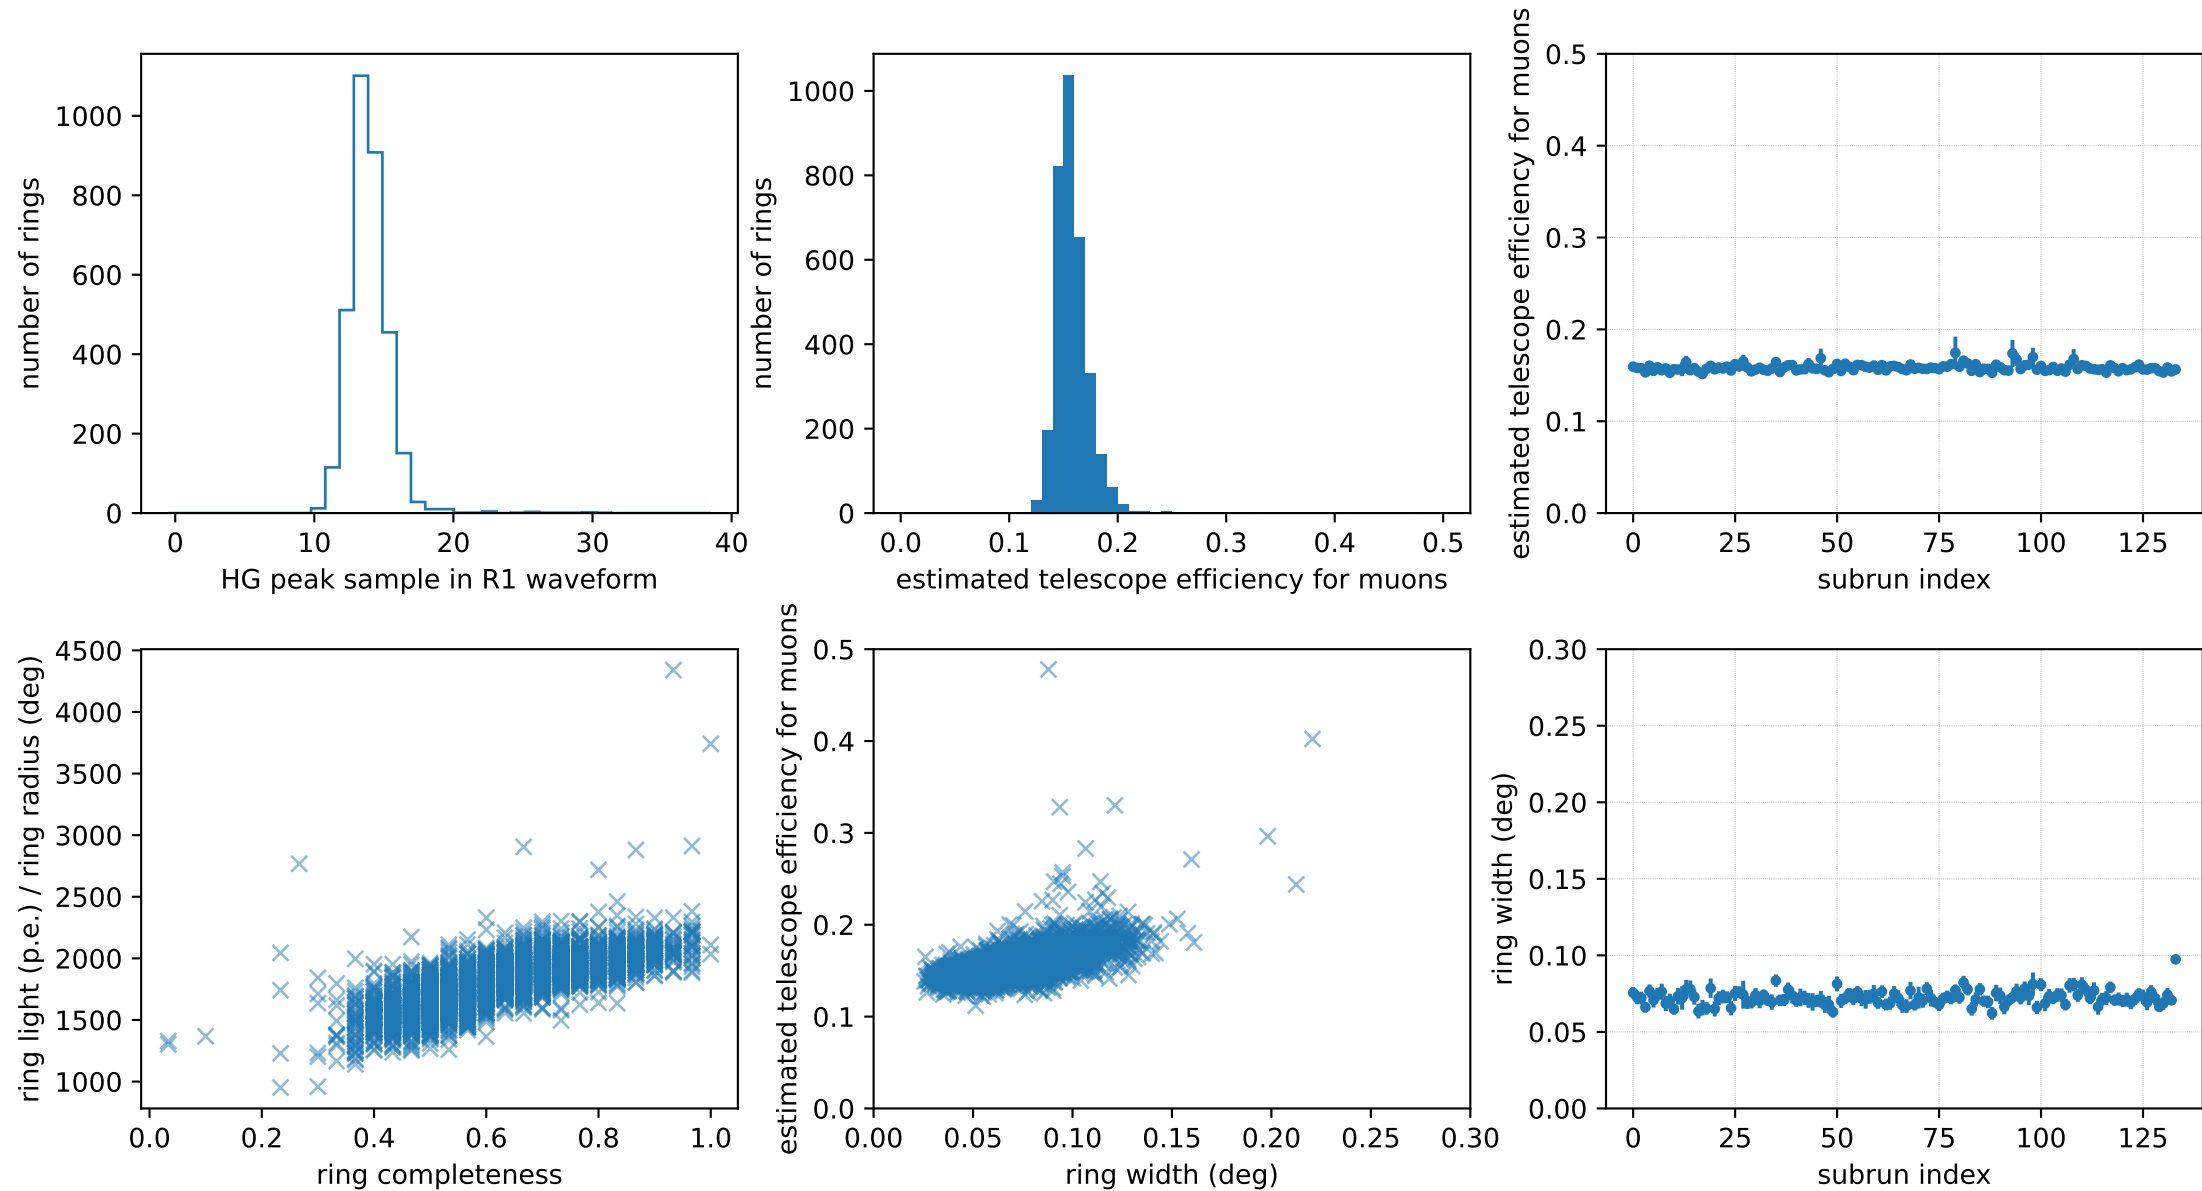 number of rings
1000
800
600
400
200
0
0 10 20 30 40
HG peak sample in R1 waveform
number of rings
1000
800
600
400
200
0
0.0 0.1 0.2 0.3 0.4 0.5
estimated telescope efficiency for muons
estimated telescope efficiency for muons
0.5
0.4
0.3
0.2
0.1
0.0
0 25 50 75 100 125
subrun index
ring light (p.e.) / ring radius (deg)
4500
4000
3500
3000
2500
2000
1500
1000
0.0 0.2 0.4 0.6 0.8 1.0
ring completeness
estimated telescope efficiency for muons
0.5
0.4
0.3
0.2
0.1
0.0
0.00 0.05 0.10 0.15 0.20 0.25 0.30
ring width (deg)
ring width (deg)
0.30
0.25
0.20
0.15
0.10
0.05
0.00
0 25 50 75 100 125
subrun index